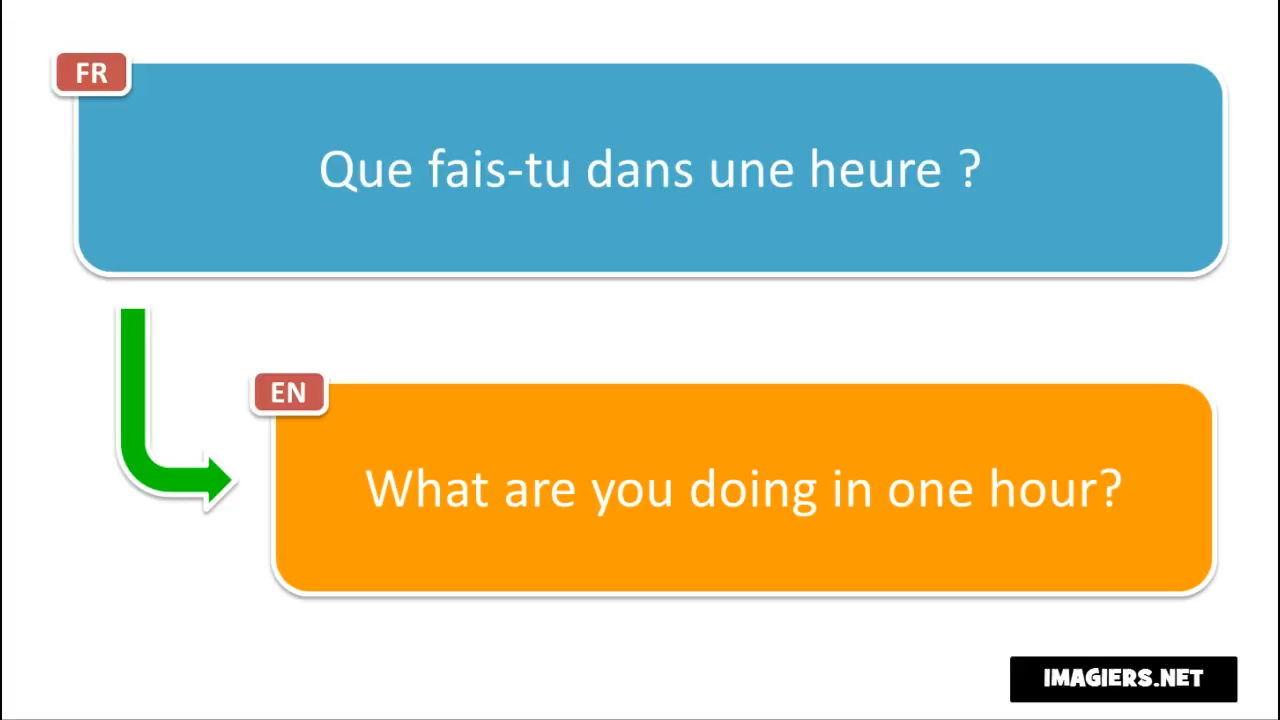 FR
Que fais-tu dans une heure ?
EN
What are you doing in one hour?
IMAGIERS.NET